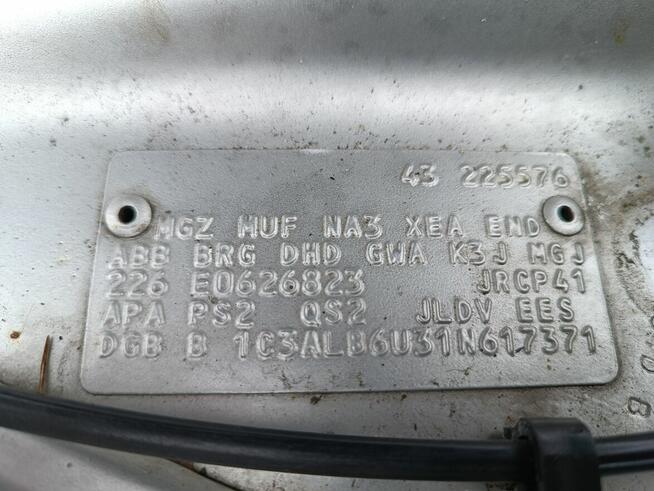 43 225576
MGZ MUF NA3 XEA END
ABB BRG DHD GWA K3J MGJ
226 E0626823 JRCP41
APA PS2 QS2 JLDV EES
DGB B 1C3ALB6U31N617371